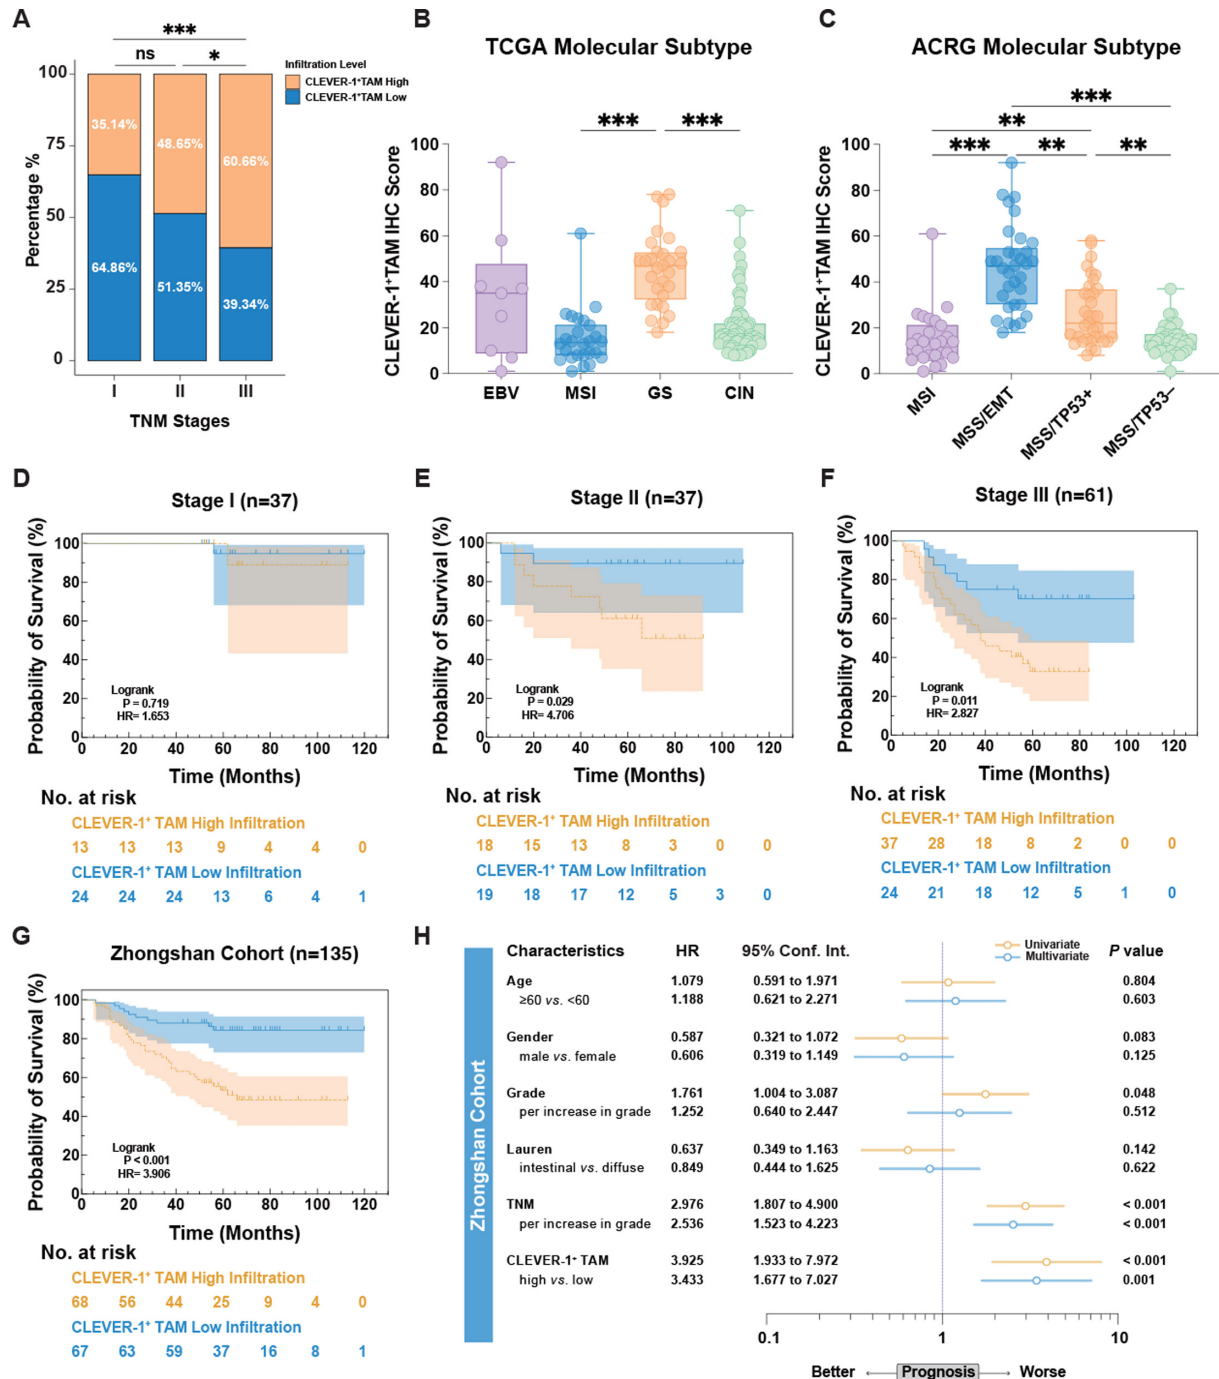 A
***
ns
*
Infiltration Level
CLEVER-1⁺TAM High
CLEVER-1⁺TAM Low
Percentage %
100
75
50
25
0
35.14%
48.65%
60.66%
64.86%
51.35%
39.34%
I II III
TNM Stages
B
TCGA Molecular Subtype
*** ***
CLEVER-1⁺TAM IHC Score
100
80
60
40
20
0
EBV MSI GS CIN
C
ACRG Molecular Subtype
***
**
*** ** **
CLEVER-1⁺TAM IHC Score
100
80
60
40
20
0
MSI MSS/EMT MSS/TP53+ MSS/TP53−
D
Stage I (n=37)
Probability of Survival (%)
100
80
60
40
20
0
Logrank
P = 0.719
HR= 1.653
0 20 40 60 80 100 120
Time (Months)
No. at risk
CLEVER-1⁺ TAM High Infiltration
13 13 13 9 4 4 0
CLEVER-1⁺ TAM Low Infiltration
24 24 24 13 6 4 1
E
Stage II (n=37)
Probability of Survival (%)
100
80
60
40
20
0
Logrank
P = 0.029
HR= 4.706
0 20 40 60 80 100 120
Time (Months)
No. at risk
CLEVER-1⁺ TAM High Infiltration
18 15 13 8 3 0 0
CLEVER-1⁺ TAM Low Infiltration
19 18 17 12 5 3 0
F
Stage III (n=61)
Probability of Survival (%)
100
80
60
40
20
0
Logrank
P = 0.011
HR= 2.827
0 20 40 60 80 100 120
Time (Months)
No. at risk
CLEVER-1⁺ TAM High Infiltration
37 28 18 8 2 0 0
CLEVER-1⁺ TAM Low Infiltration
24 21 18 12 5 1 0
G
Zhongshan Cohort (n=135)
Probability of Survival (%)
100
80
60
40
20
0
Logrank
P < 0.001
HR= 3.906
0 20 40 60 80 100 120
Time (Months)
No. at risk
CLEVER-1⁺ TAM High Infiltration
68 56 44 25 9 4 0
CLEVER-1⁺ TAM Low Infiltration
67 63 59 37 16 8 1
H
Zhongshan Cohort
Characteristics HR 95% Conf. Int. P value
Univariate
Multivariate
Age 1.079 0.591 to 1.971 0.804
≥60 vs. <60 1.188 0.621 to 2.271 0.603
Gender 0.587 0.321 to 1.072 0.083
male vs. female 0.606 0.319 to 1.149 0.125
Grade 1.761 1.004 to 3.087 0.048
per increase in grade 1.252 0.640 to 2.447 0.512
Lauren 0.637 0.349 to 1.163 0.142
intestinal vs. diffuse 0.849 0.444 to 1.625 0.622
TNM 2.976 1.807 to 4.900 < 0.001
per increase in grade 2.536 1.523 to 4.223 < 0.001
CLEVER-1⁺ TAM 3.925 1.933 to 7.972 < 0.001
high vs. low 3.433 1.677 to 7.027 0.001
0.1 1 10
Better Prognosis Worse